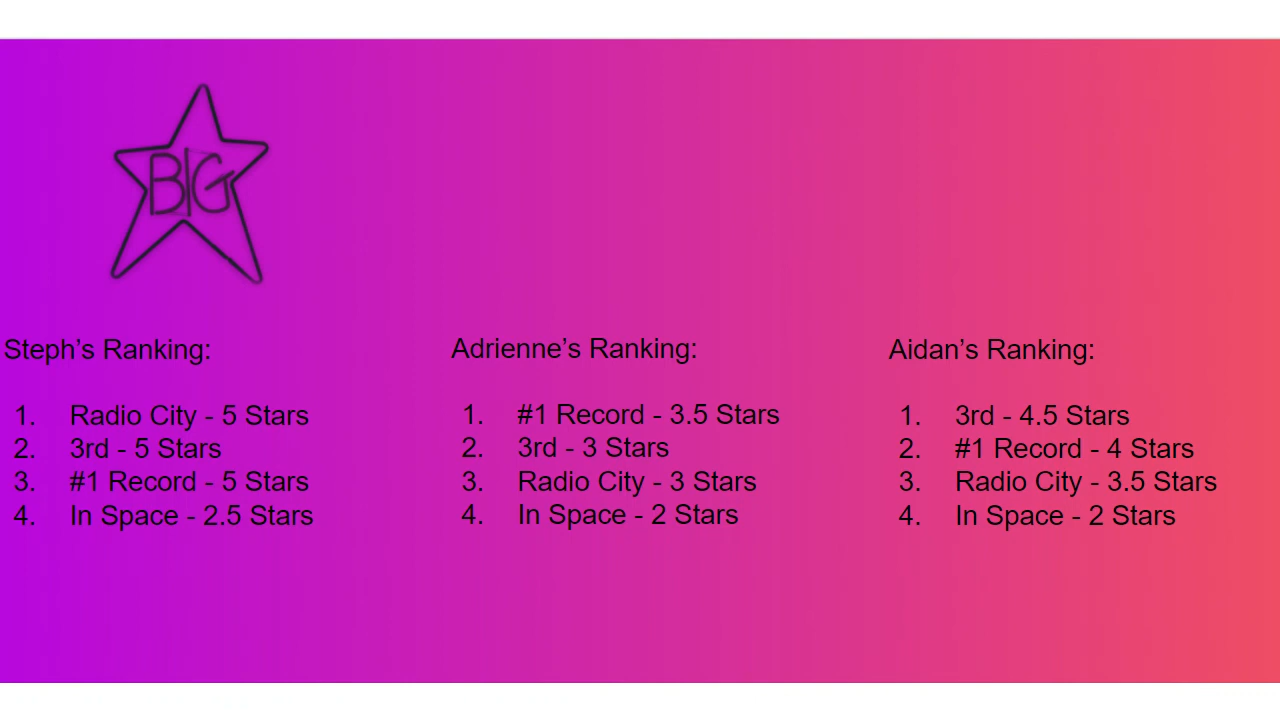 BIG
Steph’s Ranking:
1. Radio City - 5 Stars
2. 3rd - 5 Stars
3. #1 Record - 5 Stars
4. In Space - 2.5 Stars
Adrienne’s Ranking:
1. #1 Record - 3.5 Stars
2. 3rd - 3 Stars
3. Radio City - 3 Stars
4. In Space - 2 Stars
Aidan’s Ranking:
1. 3rd - 4.5 Stars
2. #1 Record - 4 Stars
3. Radio City - 3.5 Stars
4. In Space - 2 Stars